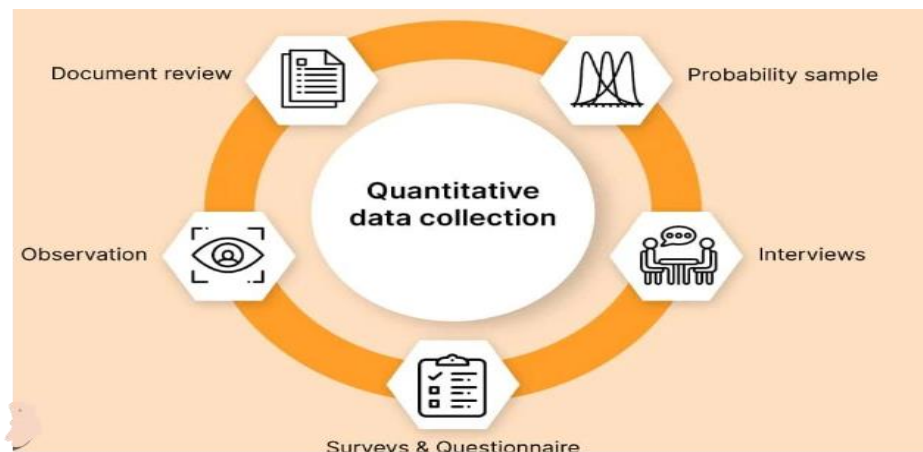 Document review
Probability sample
Quantitative
data collection
Observation
Interviews
Surveys & Questionnaire